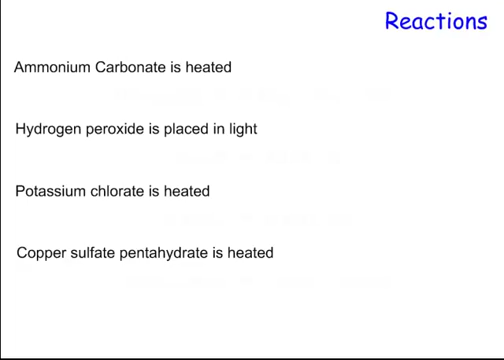 Reactions
Ammonium Carbonate is heated
Hydrogen peroxide is placed in light
Potassium chlorate is heated
Copper sulfate pentahydrate is heated